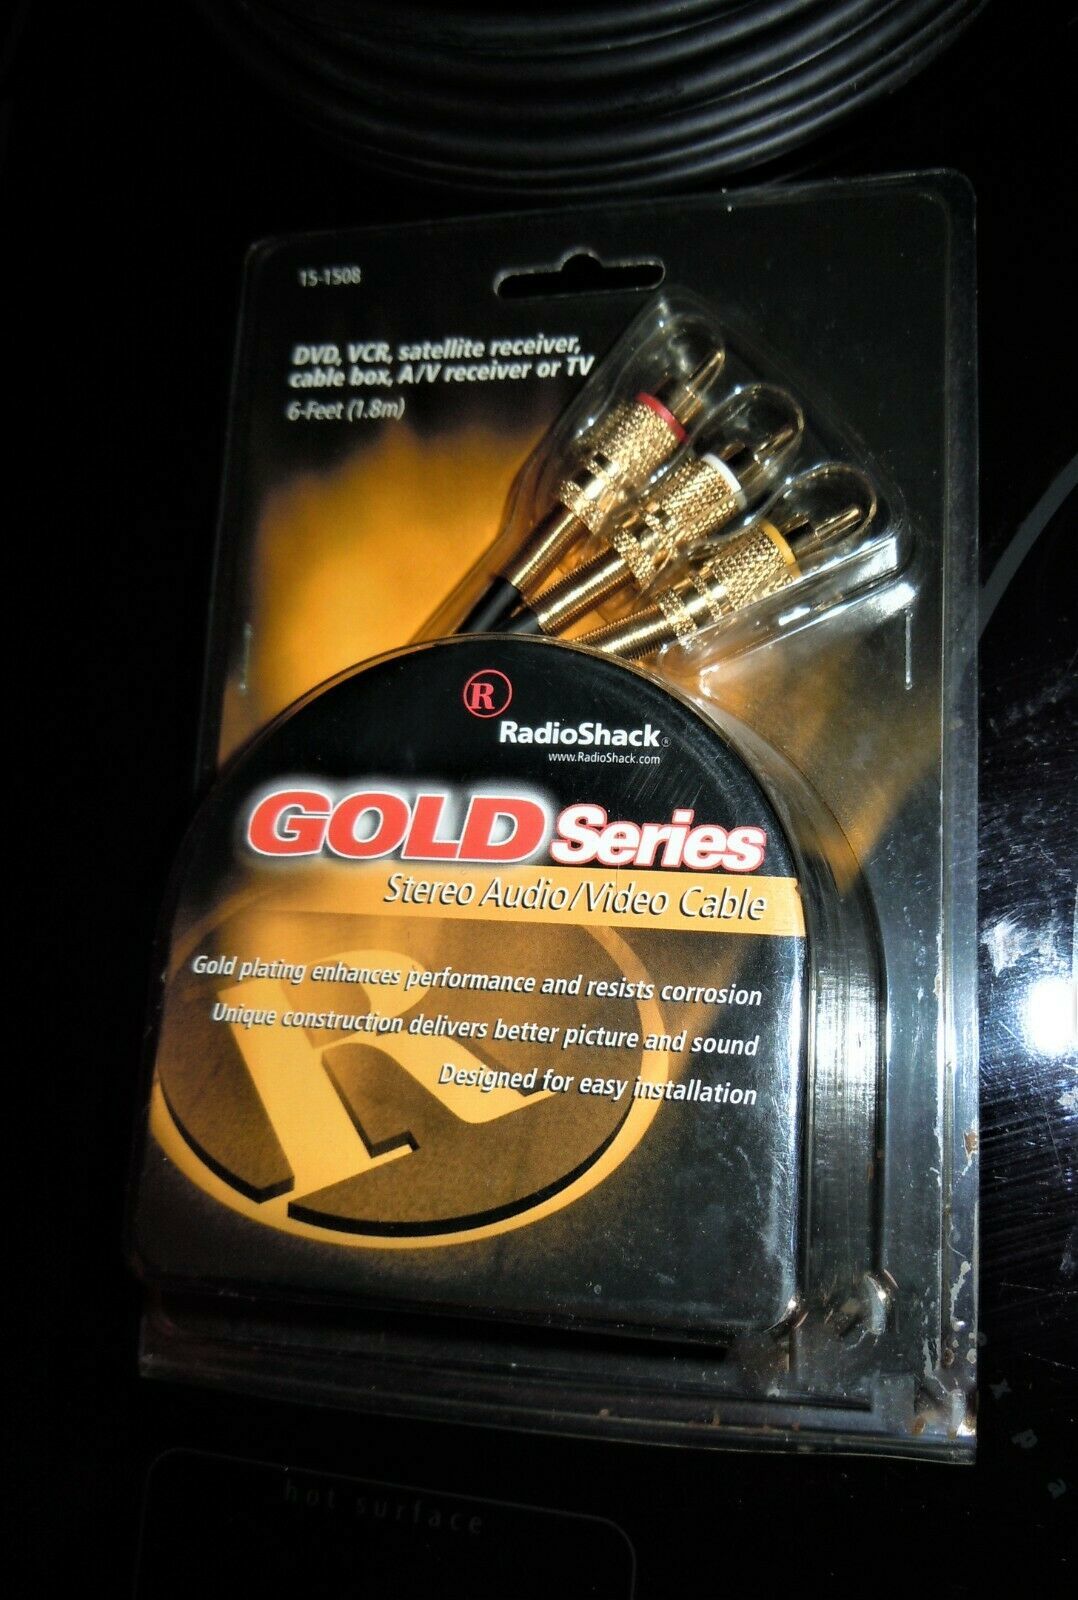 15-1508
DVD, VCR, satellite receiver,
cable box, A/V receiver or TV
6-Feet (1.8m)
R
RadioShack®
www.RadioShack.com
GOLD Series
Stereo Audio/Video Cable
Gold plating enhances performance and resists corrosion
Unique construction delivers better picture and sound
Designed for easy installation
hot surface